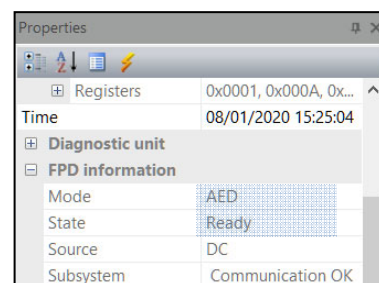 Properties
Registers 0x0001, 0x000A, 0x...
Time 08/01/2020 15:25:04
Diagnostic unit
FPD information
Mode AED
State Ready
Source DC
Subsystem Communication OK